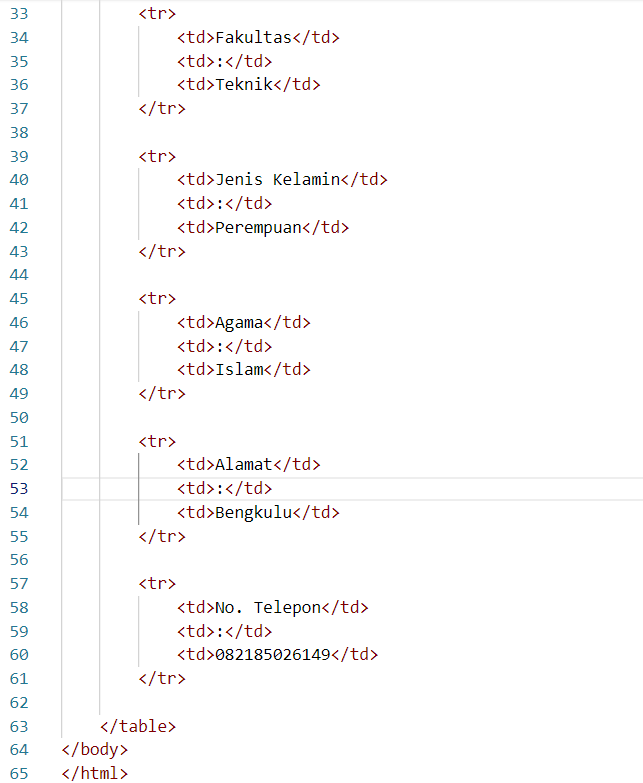 33 <tr>
34 <td>Fakultas</td>
35 <td>:</td>
36 <td>Teknik</td>
37 </tr>
38
39 <tr>
40 <td>Jenis Kelamin</td>
41 <td>:</td>
42 <td>Perempuan</td>
43 </tr>
44
45 <tr>
46 <td>Agama</td>
47 <td>:</td>
48 <td>Islam</td>
49 </tr>
50
51 <tr>
52 <td>Alamat</td>
53 <td>:</td>
54 <td>Bengkulu</td>
55 </tr>
56
57 <tr>
58 <td>No. Telepon</td>
59 <td>:</td>
60 <td>082185026149</td>
61 </tr>
62
63 </table>
64 </body>
65 </html>